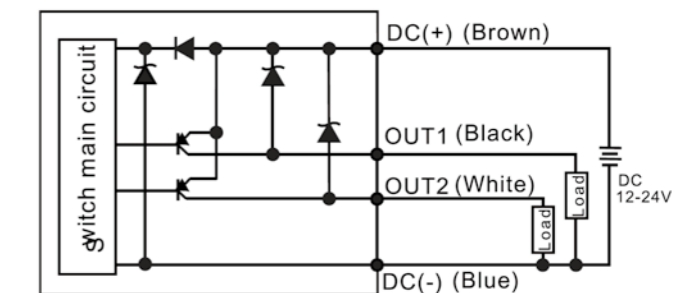 Switch main circuit
DC(+) (Brown)
OUT1 (Black)
OUT2 (White)
Load
Load
DC
12-24V
DC(-) (Blue)